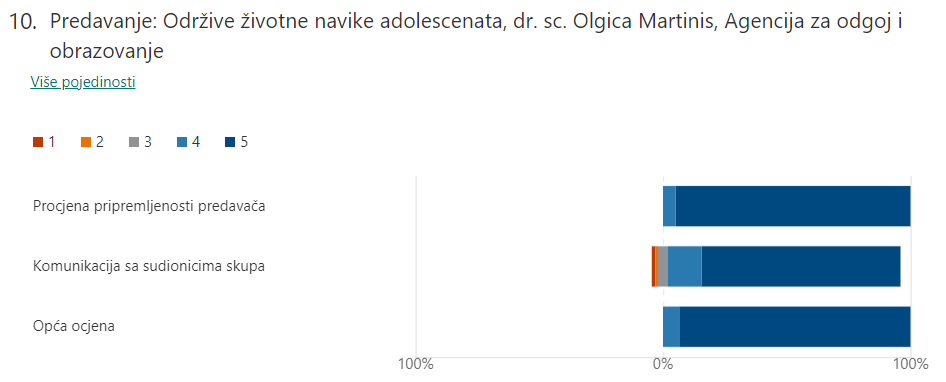 10. Predavanje: Održive životne navike adolescenata, dr. sc. Olgica Martinis, Agencija za odgoj i
obrazovanje
Više pojedinosti
1 2 3 4 5
Procjena pripremljenosti predavača
Komunikacija sa sudionicima skupa
Opća ocjena
100% 0% 100%